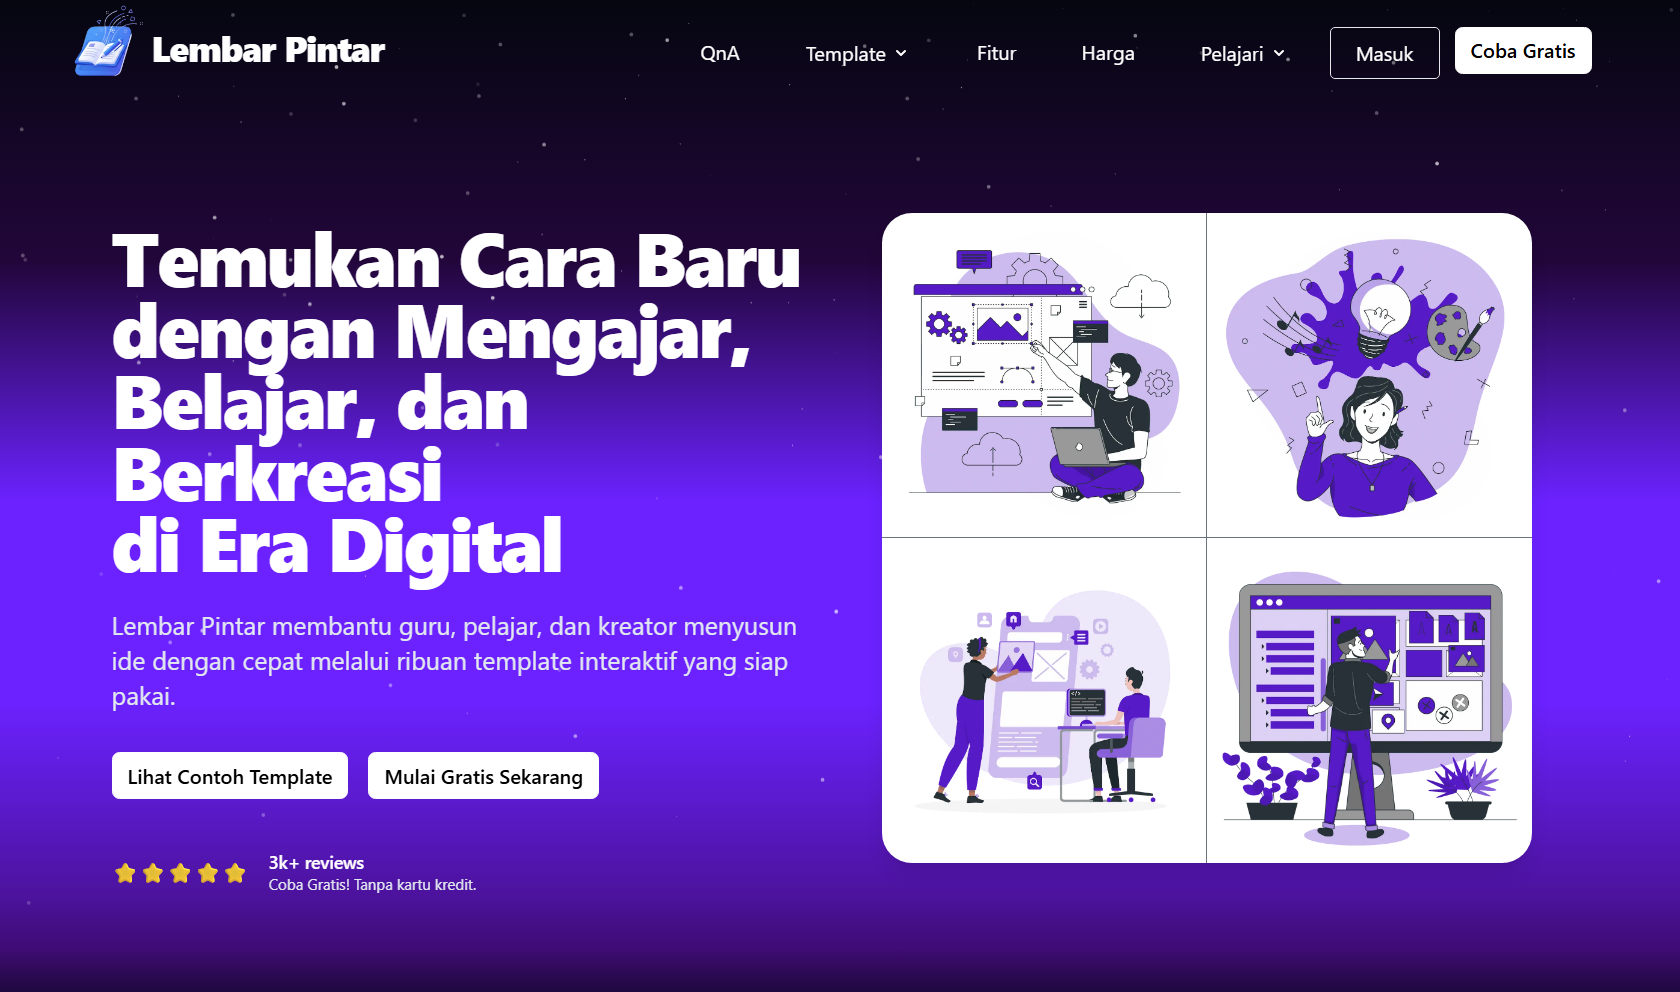 Lembar Pintar
QnA
Template
Fitur
Harga
Pelajari
Masuk
Coba Gratis
Temukan Cara Baru
dengan Mengajar,
Belajar, dan
Berkreasi
di Era Digital
Lembar Pintar membantu guru, pelajar, dan kreator menyusun
ide dengan cepat melalui ribuan template interaktif yang siap
pakai.
Lihat Contoh Template
Mulai Gratis Sekarang
3k+ reviews
Coba Gratis! Tanpa kartu kredit.